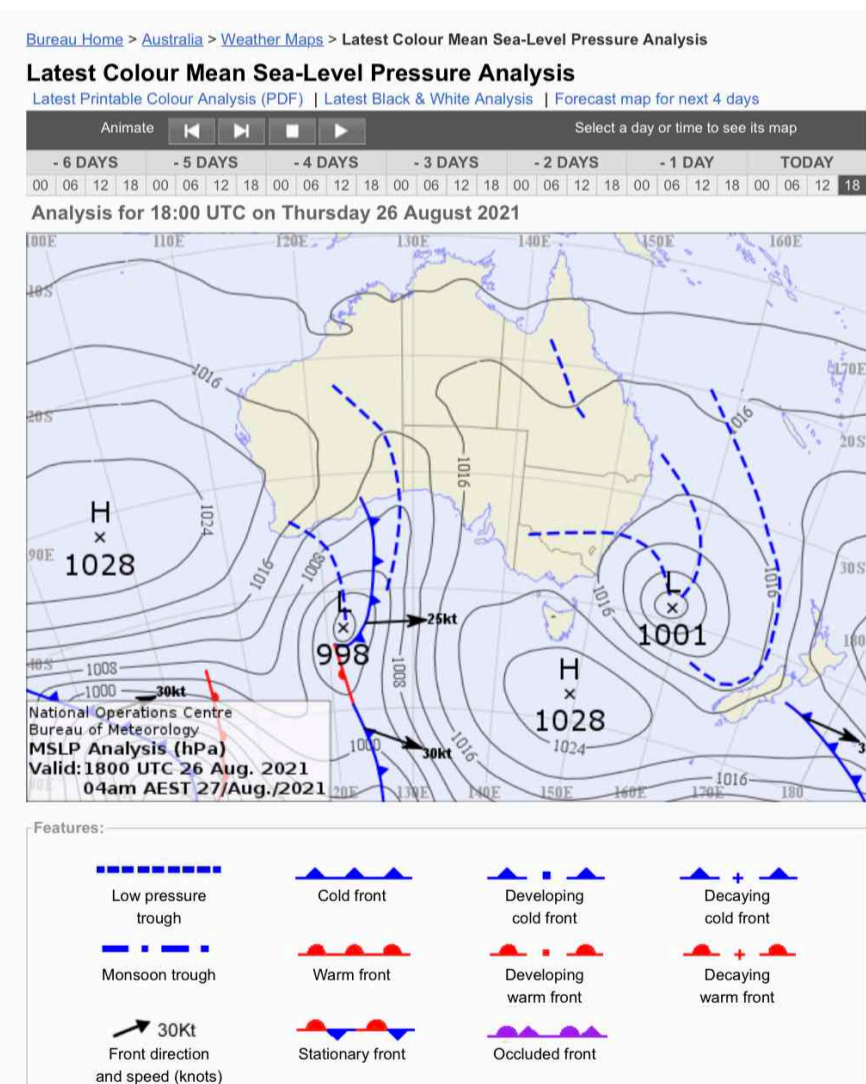 Bureau Home > Australia > Weather Maps > Latest Colour Mean Sea-Level Pressure Analysis
Latest Colour Mean Sea-Level Pressure Analysis
Latest Printable Colour Analysis (PDF) | Latest Black & White Analysis | Forecast map for next 4 days
Animate Select a day or time to see its map
- 6 DAYS - 5 DAYS - 4 DAYS - 3 DAYS - 2 DAYS - 1 DAY TODAY
00 06 12 18 00 06 12 18 00 06 12 18 00 06 12 18 00 06 12 18 00 06 12 18 00 06 12 18
Analysis for 18:00 UTC on Thursday 26 August 2021
100E 110E 120E 130E 140E 150E 160E
10S
170E
1016
20S
1016
20S
1016
H
1028
1024
90E
1016
1008
30S
1016
1016
L
998
25kt
L
1001
180
40S
1008
1008
H
1028
1000
30kt
1024
1000
30kt
1016
1016
National Operations Centre
Bureau of Meteorology
MSLP Analysis (hPa)
Valid:1800 UTC 26 Aug. 2021
04am AEST 27/Aug./2021
20E 130E 140E 150E 160E 170E 180
Features:
Low pressure
trough
Cold front
Developing
cold front
Decaying
cold front
Monsoon trough
Warm front
Developing
warm front
Decaying
warm front
30Kt
Front direction
and speed (knots)
Stationary front
Occluded front